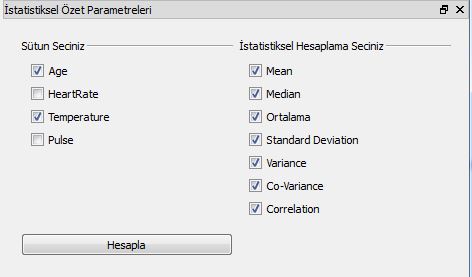 İstatistiksel Özet Parametreleri
Sütun Seciniz
Age
HeartRate
Temperature
Pulse
İstatistiksel Hesaplama Seciniz
Mean
Median
Ortalama
Standard Deviation
Variance
Co-Variance
Correlation
Hesapla